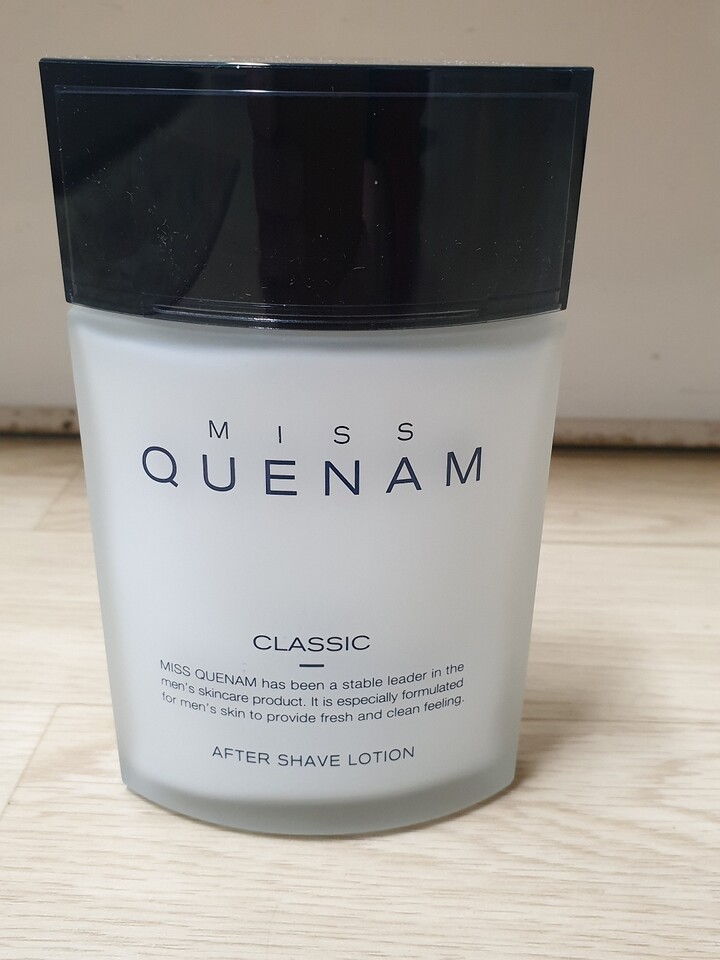 MISS
QUENAM
CLASSIC
MISS QUENAM has been a stable leader in the
men's skincare product. It is especially formulated
for men's skin to provide fresh and clean feeling.
AFTER SHAVE LOTION